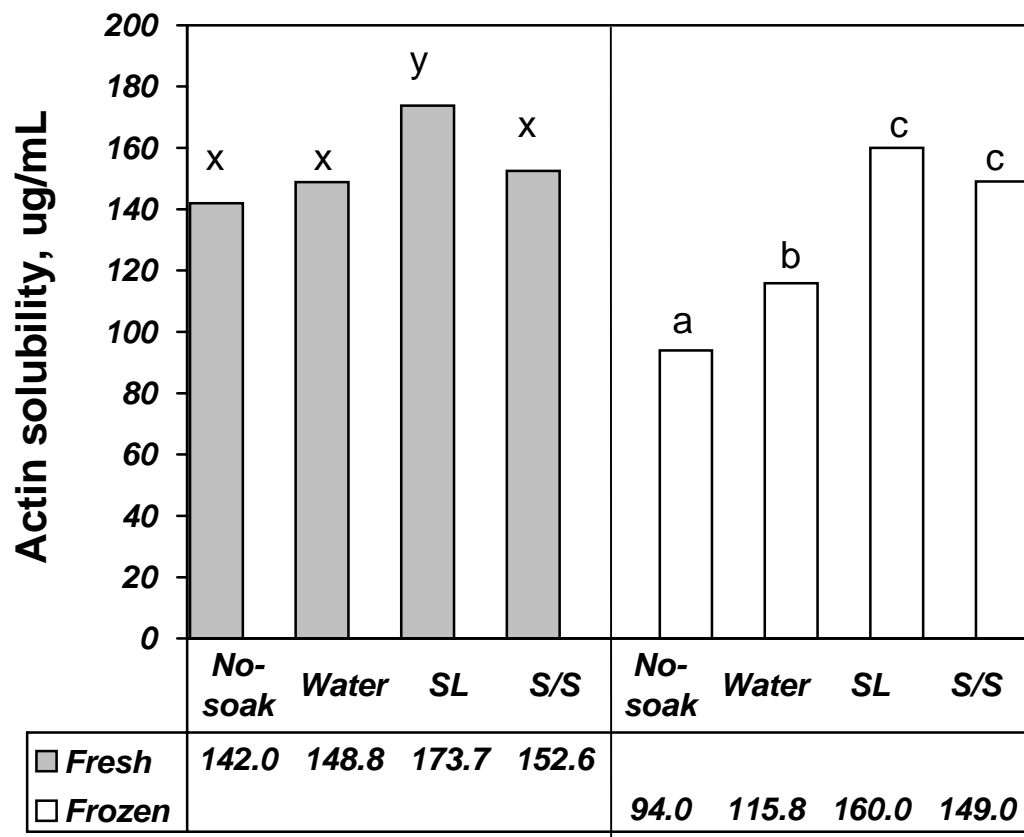 Actin solubility, ug/mL
200
180
160
140
120
100
80
60
40
20
0
y
x x x
c
c
b
a
No-soak Water SL S/S No-soak Water SL S/S
Fresh 142.0 148.8 173.7 152.6
Frozen 94.0 115.8 160.0 149.0